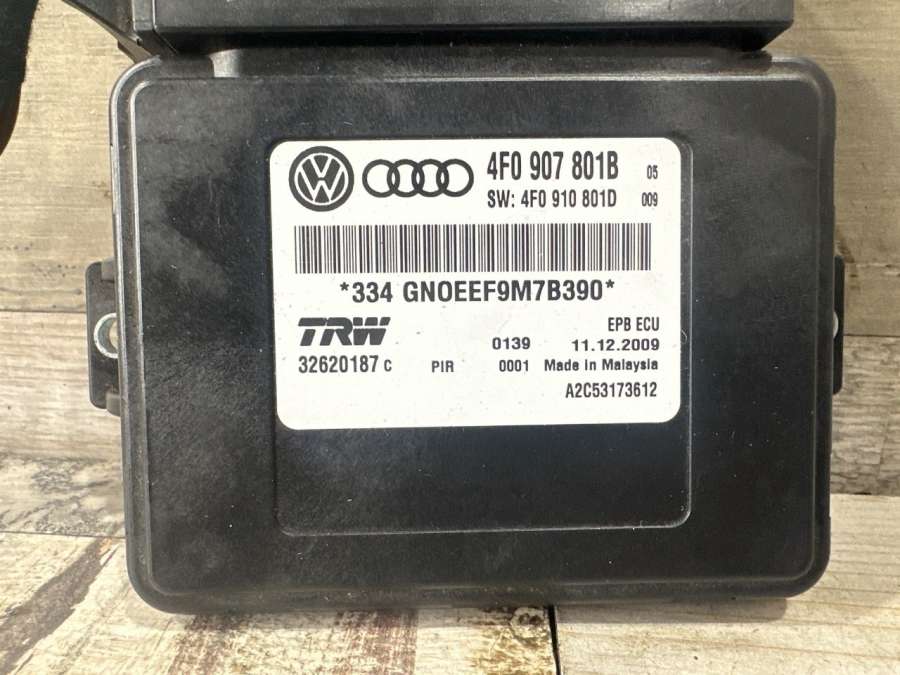 4F0 907 801B 05
SW: 4F0 910 801D 009
*334 GN0EEF9M7B390*
TRW EPB ECU
0139 11.12.2009
32620187 C PIR 0001 Made in Malaysia
A2C53173612